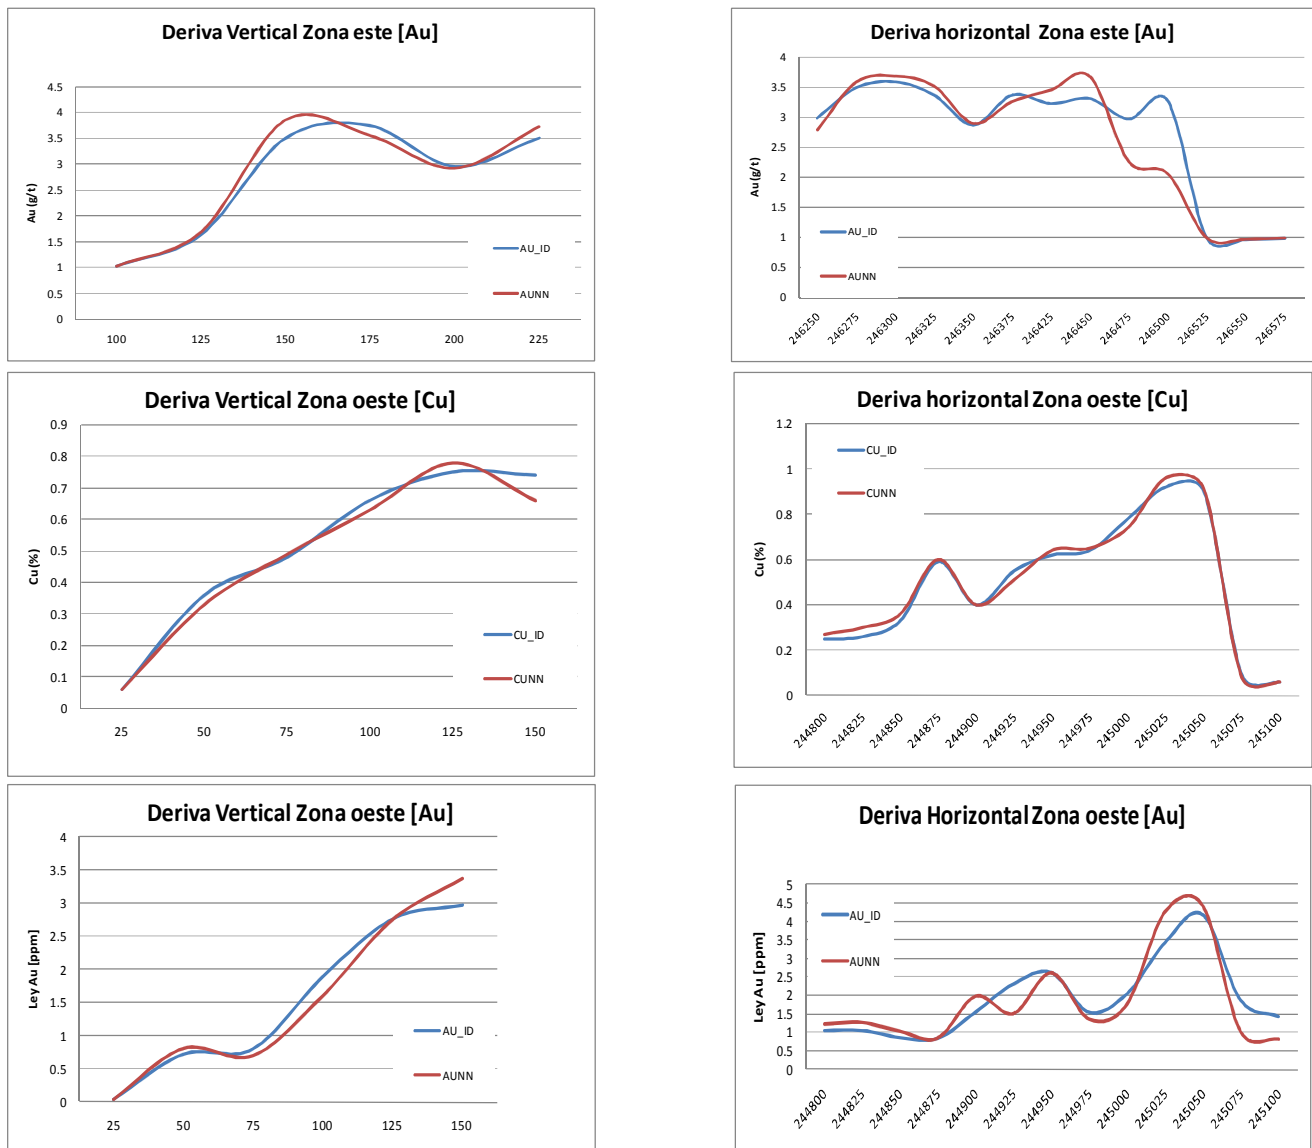 Deriva Vertical Zona este [Au]
4.5
4
3.5
3
2.5
2
1.5
1
0.5
0
Au (g/t)
AU_ID
AUNN
100 125 150 175 200 225
Deriva horizontal Zona este [Au]
4
3.5
3
2.5
2
1.5
1
0.5
0
Au(g/t)
AU_ID
AUNN
246250 246275 246300 246325 246350 246375 246425 246450 246475 246500 246525 246550 246575
Deriva Vertical Zona oeste [Cu]
0.9
0.8
0.7
0.6
0.5
0.4
0.3
0.2
0.1
0
Cu (%)
CU_ID
CUNN
25 50 75 100 125 150
Deriva horizontal Zona oeste [Cu]
1.2
1
0.8
0.6
0.4
0.2
0
Cu (%)
CU_ID
CUNN
244800 244825 244850 244875 244900 244925 244950 244975 245000 245025 245050 245075 245100
Deriva Vertical Zona oeste [Au]
4
3.5
3
2.5
2
1.5
1
0.5
0
Ley Au [ppm]
AU_ID
AUNN
25 50 75 100 125 150
Deriva Horizontal Zona oeste [Au]
5
4.5
4
3.5
3
2.5
2
1.5
1
0.5
0
Ley Au [ppm]
AU_ID
AUNN
244800 244825 244850 244875 244900 244925 244950 244975 245000 245025 245050 245075 245100